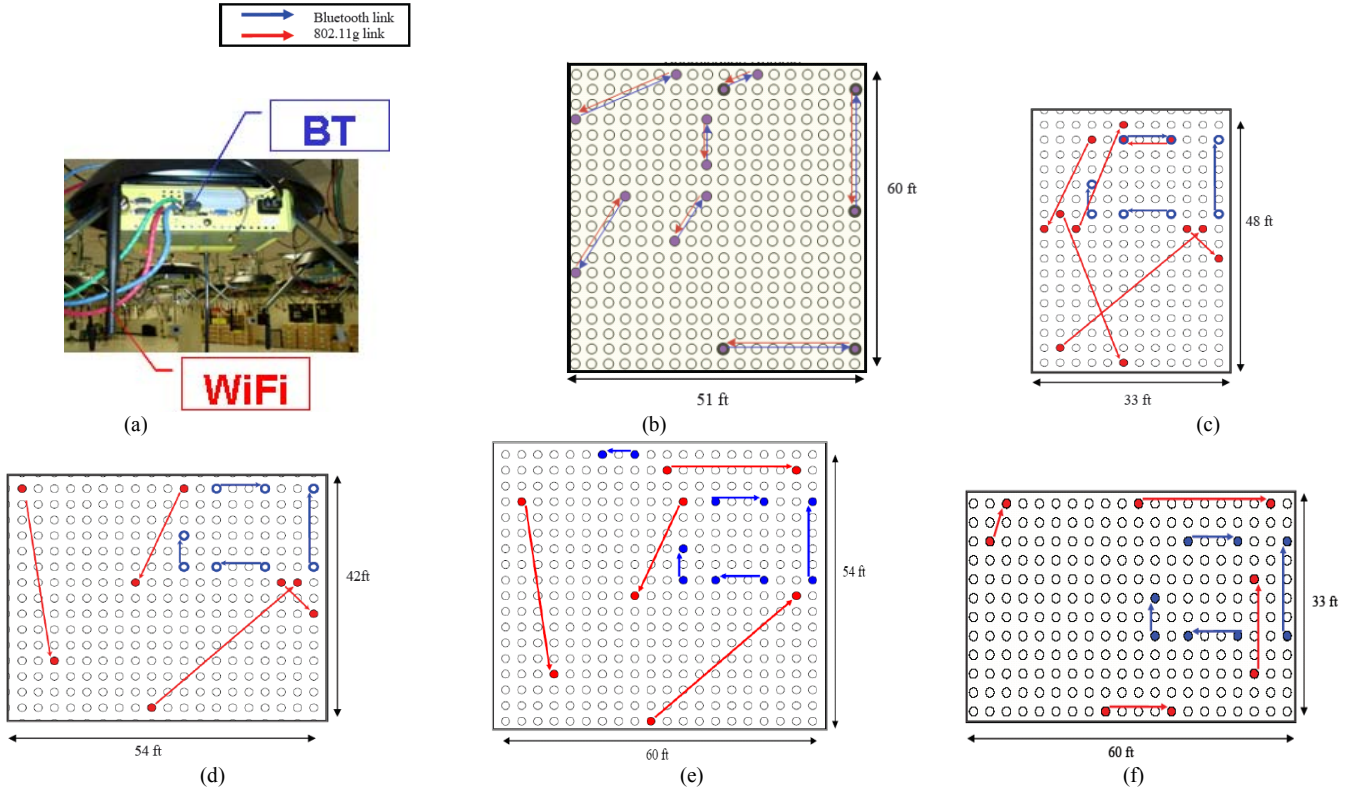 Bluetooth link
802.11g link
BT
WiFi
(a)
60 ft
51 ft
(b)
48 ft
33 ft
(c)
42ft
54 ft
(d)
54 ft
60 ft
(e)
33 ft
60 ft
(f)